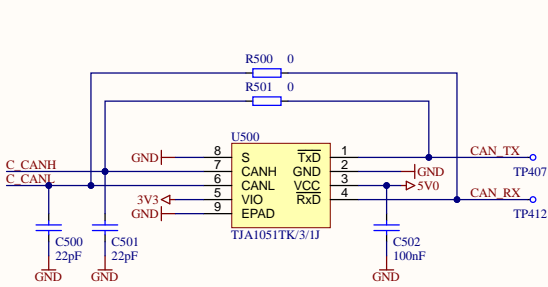 R500 0
R501 0
U500
GND 8 S TxD 1 CAN_TX
C_CANH 7 CANH GND 2 GND TP407
C_CANL 6 CANL VCC 3 5V0
3V3 5 VIO RxD 4 CAN_RX
GND 9 EPAD TP412
TJA1051TK/3/1J
C500 C501 C502
22pF 22pF 100nF
GND GND GND